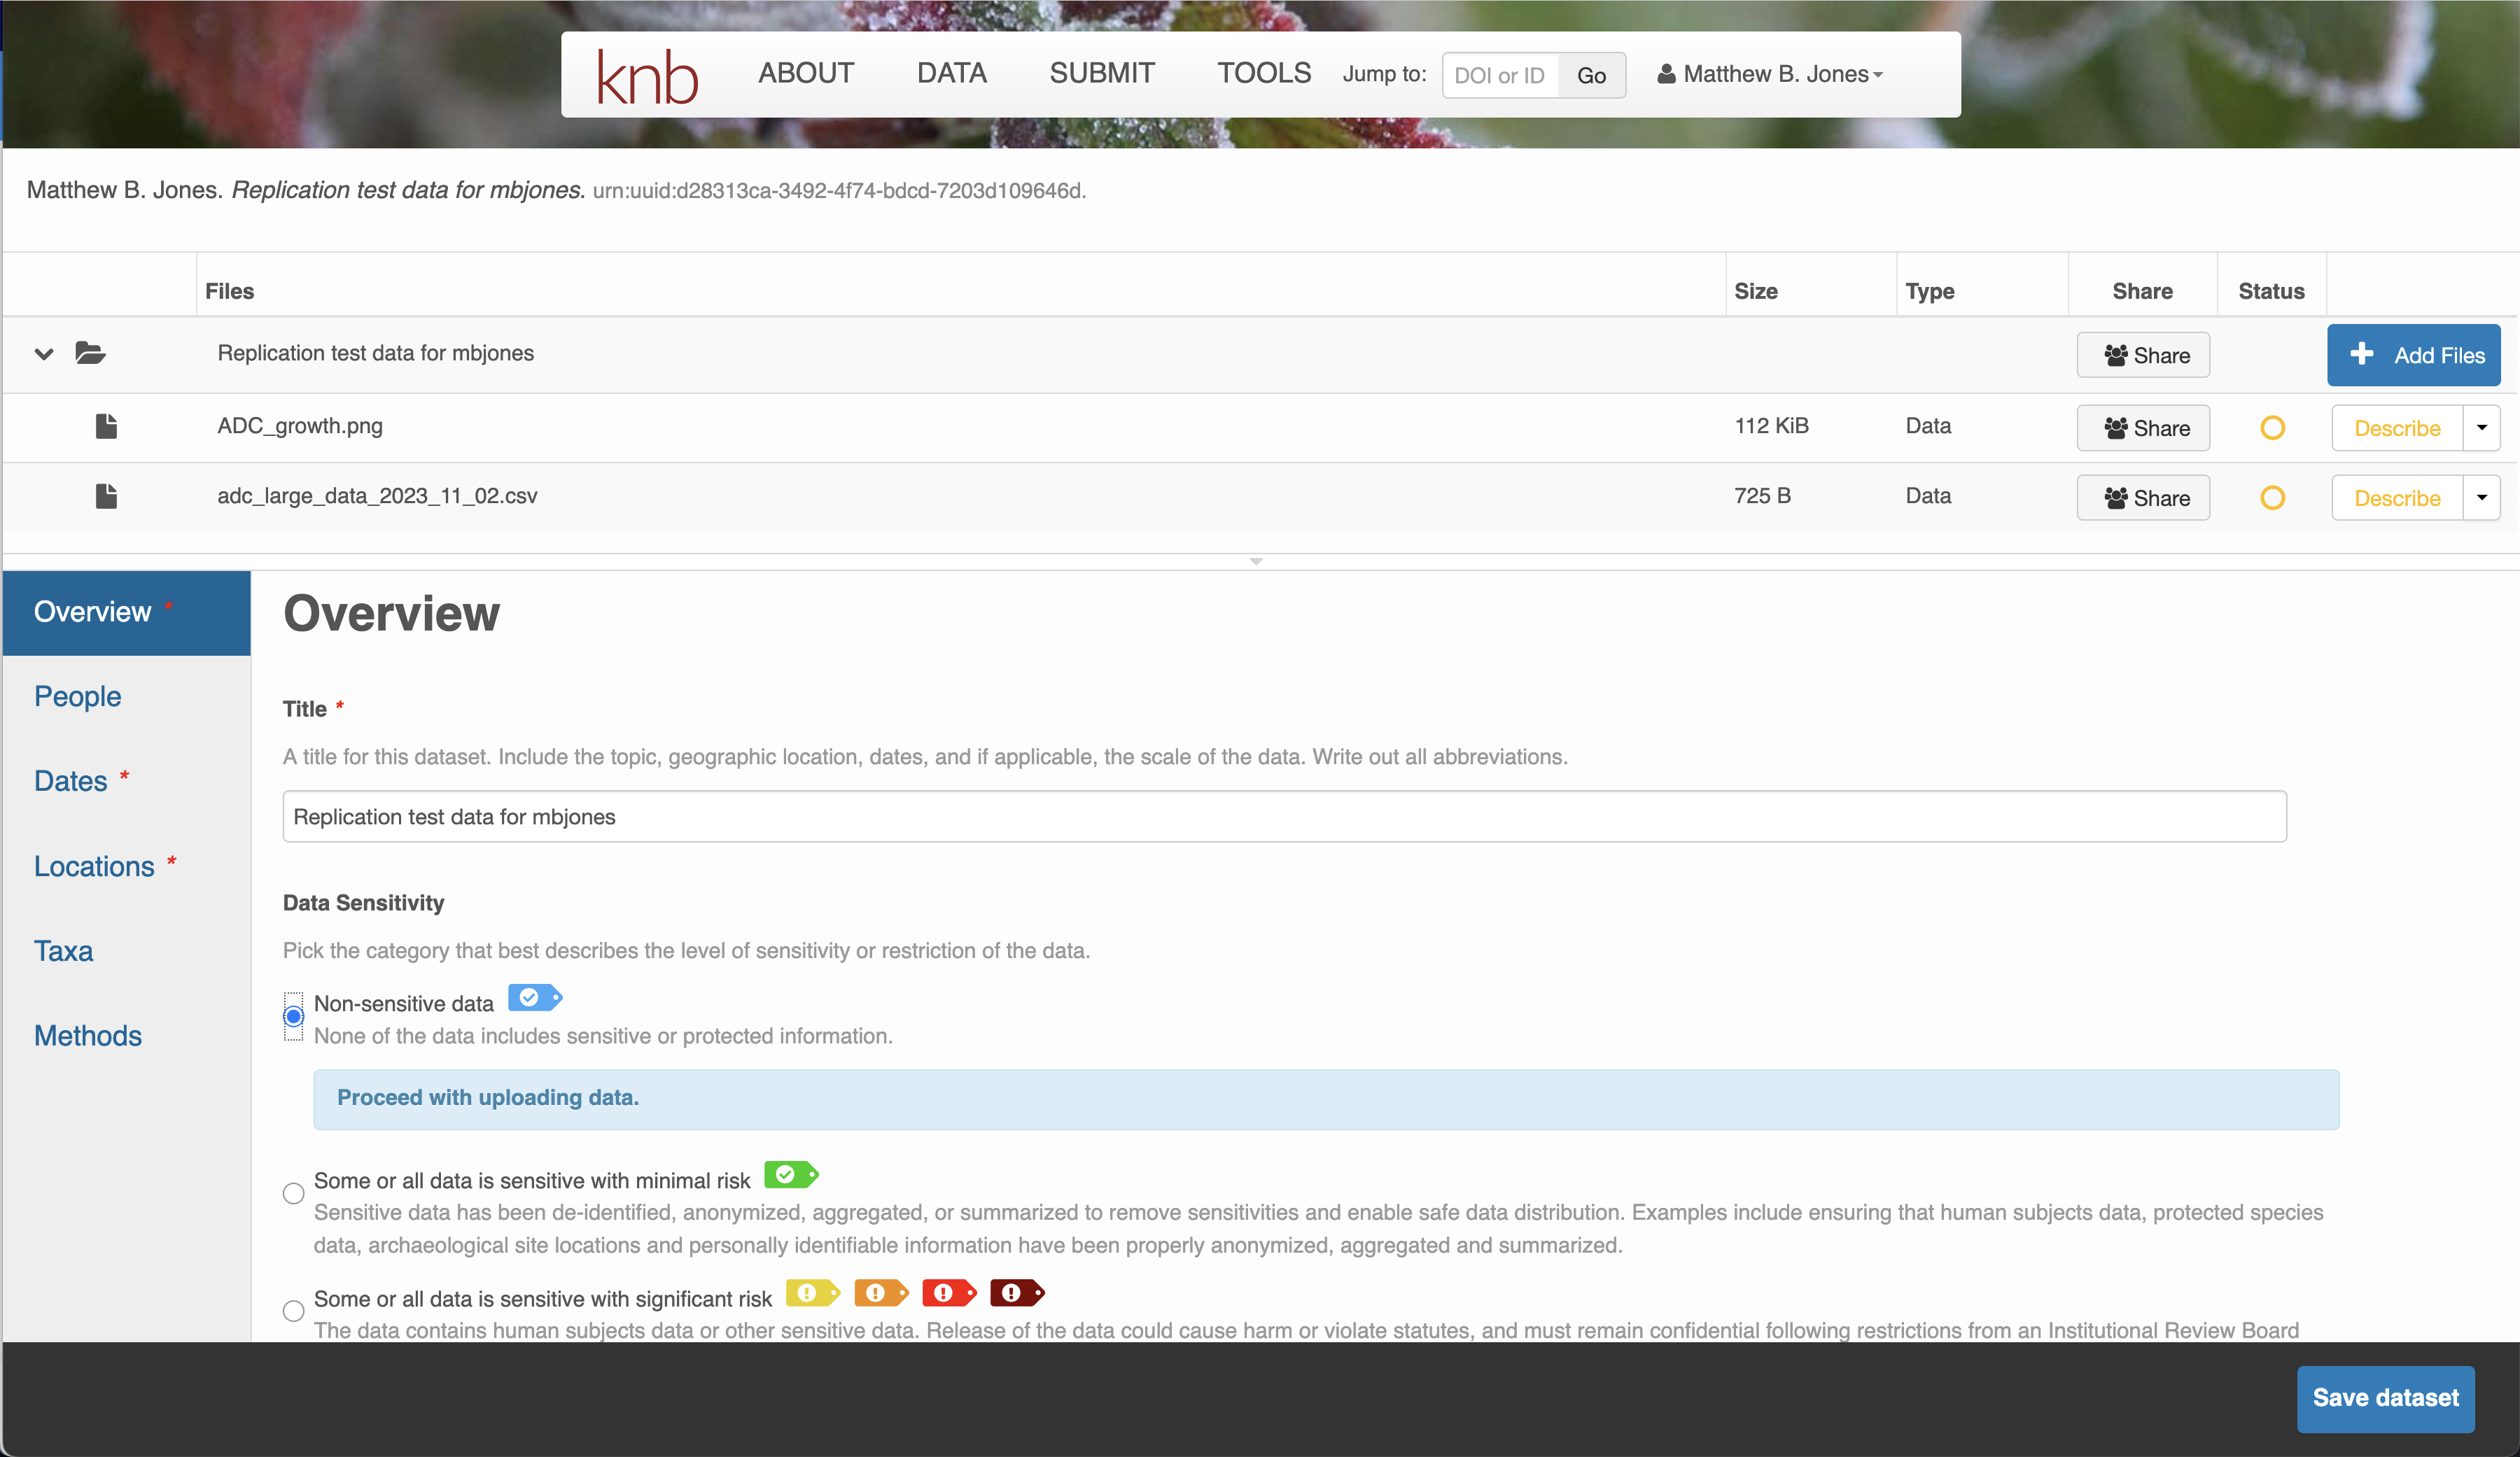 knb ABOUT DATA SUBMIT TOOLS Jump to: DOI or ID Go Matthew B. Jones
Matthew B. Jones. Replication test data for mbjones. urn:uuid:d28313ca-3492-4f74-bdcd-7203d109646d.
Files Size Type Share Status
Replication test data for mbjones Share Add Files
ADC_growth.png 112 KiB Data Share Describe
adc_large_data_2023_11_02.csv 725 B Data Share Describe
Overview *
People
Dates *
Locations *
Taxa
Methods
Overview
Title *
A title for this dataset. Include the topic, geographic location, dates, and if applicable, the scale of the data. Write out all abbreviations.
Replication test data for mbjones
Data Sensitivity
Pick the category that best describes the level of sensitivity or restriction of the data.
Non-sensitive data
None of the data includes sensitive or protected information.
Proceed with uploading data.
Some or all data is sensitive with minimal risk
Sensitive data has been de-identified, anonymized, aggregated, or summarized to remove sensitivities and enable safe data distribution. Examples include ensuring that human subjects data, protected species
data, archaeological site locations and personally identifiable information have been properly anonymized, aggregated and summarized.
Some or all data is sensitive with significant risk
The data contains human subjects data or other sensitive data. Release of the data could cause harm or violate statutes, and must remain confidential following restrictions from an Institutional Review Board
Save dataset